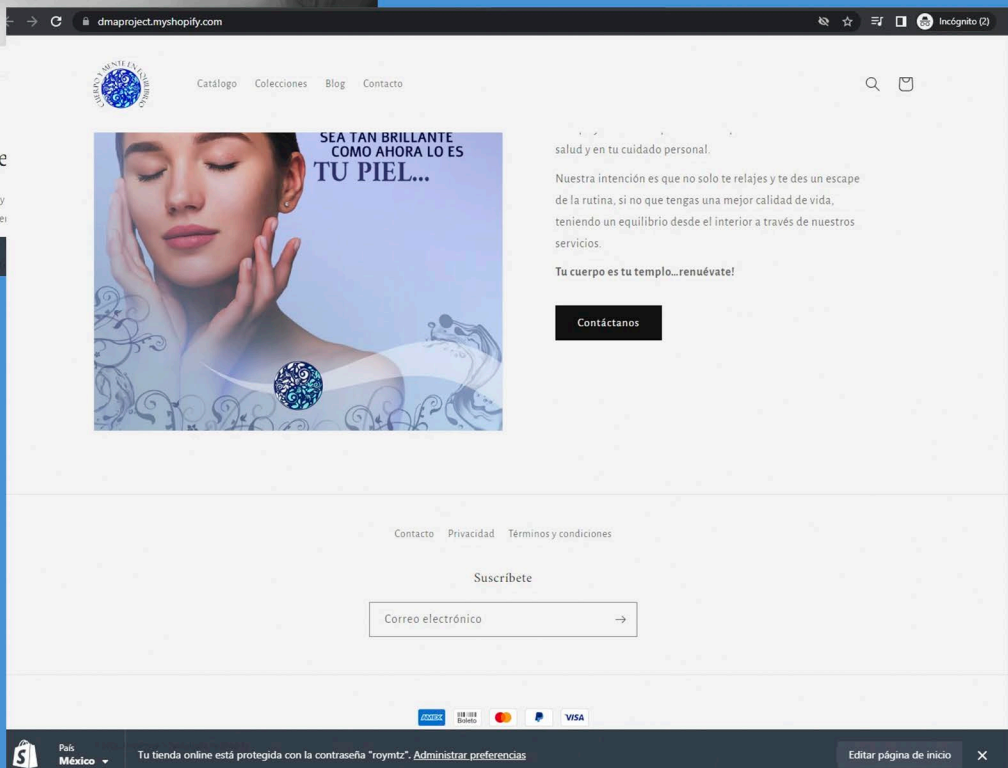 dmaproject.myshopify.com
Incógnito (2)
CUERPO Y MENTE EN EQUILIBRIO
Catálogo Colecciones Blog Contacto
SEA TAN BRILLANTE
COMO AHORA LO ES
TU PIEL...
salud y en tu cuidado personal.
Nuestra intención es que no solo te relajes y te des un escape
de la rutina, si no que tengas una mejor calidad de vida,
teniendo un equilibrio desde el interior a través de nuestros
servicios.
Tu cuerpo es tu templo...renuévate!
Contáctanos
Contacto Privacidad Términos y condiciones
Suscríbete
Correo electrónico
AMEX Boleto VISA
País
México
Tu tienda online está protegida con la contraseña "roymtz". Administrar preferencias
Editar página de inicio